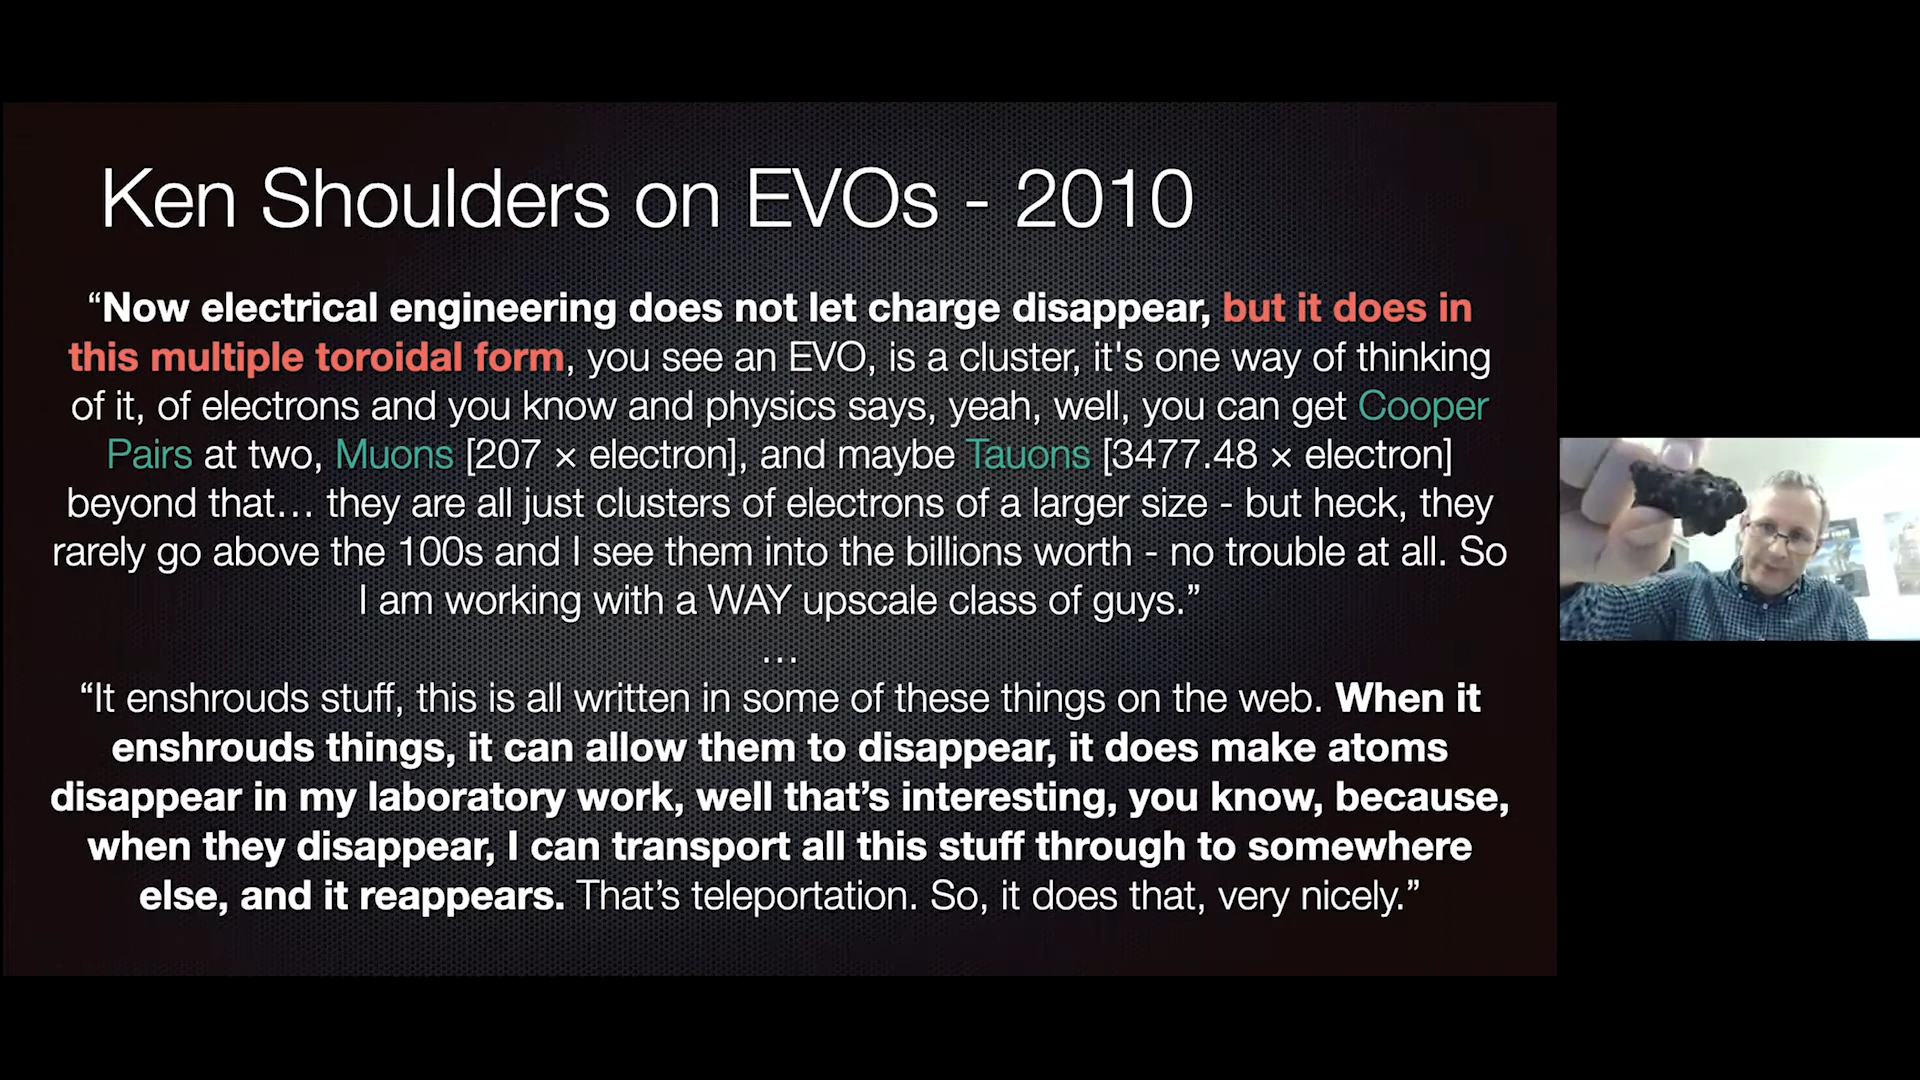 Ken Shoulders on EVOs - 2010
“Now electrical engineering does not let charge disappear, but it does in
this multiple toroidal form, you see an EVO, is a cluster, it's one way of thinking
of it, of electrons and you know and physics says, yeah, well, you can get Cooper
Pairs at two, Muons [207 × electron], and maybe Tauons [3477.48 × electron]
beyond that… they are all just clusters of electrons of a larger size - but heck, they
rarely go above the 100s and I see them into the billions worth - no trouble at all. So
I am working with a WAY upscale class of guys.”
…
“It enshrouds stuff, this is all written in some of these things on the web. When it
enshrouds things, it can allow them to disappear, it does make atoms
disappear in my laboratory work, well that’s interesting, you know, because,
when they disappear, I can transport all this stuff through to somewhere
else, and it reappears. That’s teleportation. So, it does that, very nicely.”